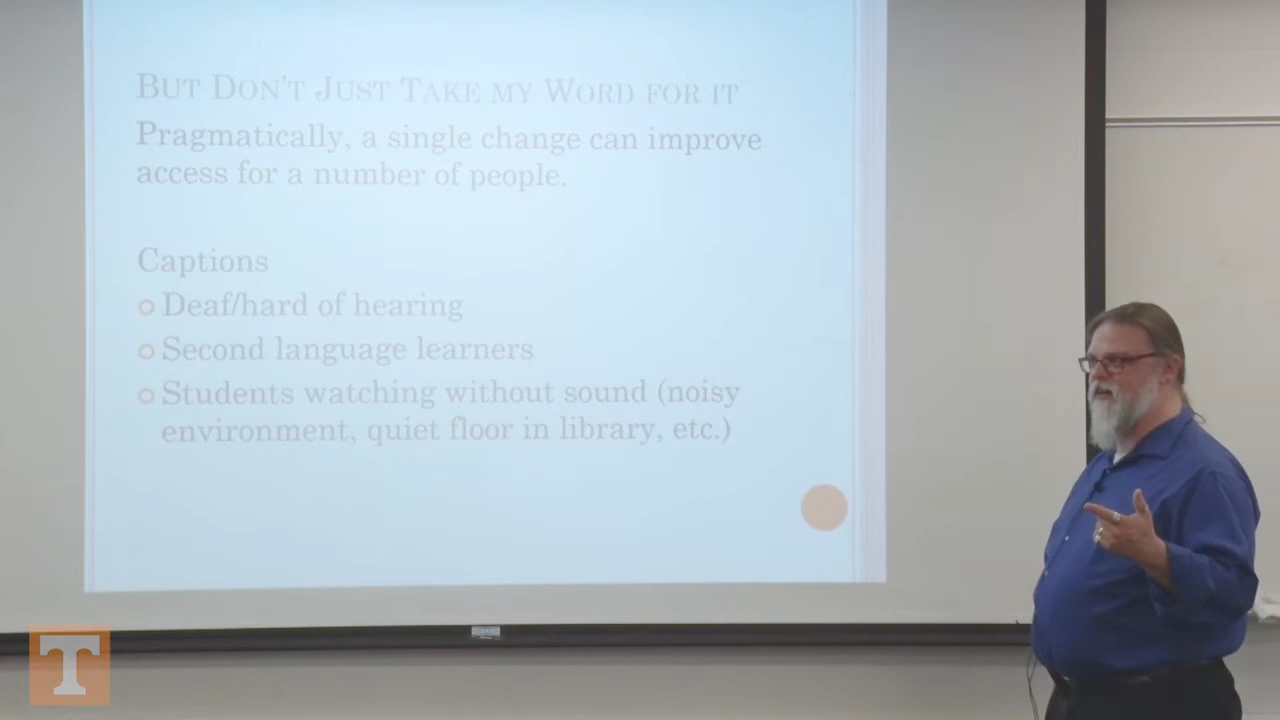 BUT DON'T JUST TAKE MY WORD FOR IT
Pragmatically, a single change can improve
access for a number of people.
Captions
Deaf/hard of hearing
Second language learners
Students watching without sound (noisy
environment, quiet floor in library, etc.)
T